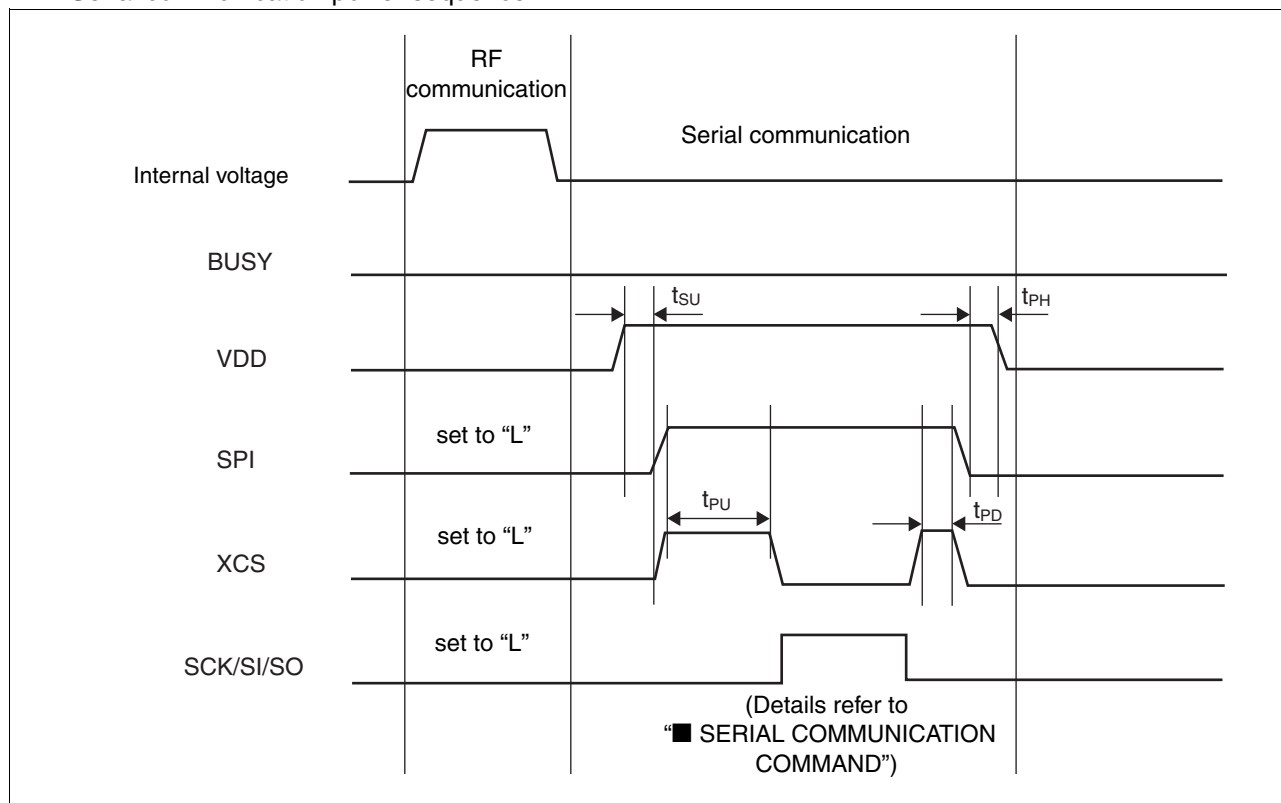 RF
communication
Serial communication
Internal voltage
BUSY
tSU
tPH
VDD
set to “L”
SPI
tPU
tPD
set to “L”
XCS
set to “L”
SCK/SI/SO
(Details refer to
“■ SERIAL COMMUNICATION
COMMAND”)